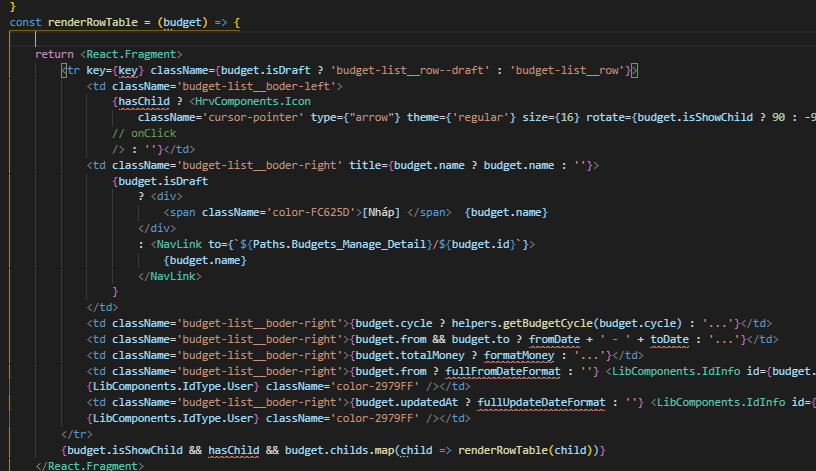 }
const renderRowTable = (budget) => {
return <React.Fragment>
<tr key={key} className={budget.isDraft ? 'budget-list__row--draft' : 'budget-list__row'}>
<td className='budget-list__boder-left'>
{hasChild ? <HrvComponents.Icon
className='cursor-pointer' type={"arrow"} theme={'regular'} size={16} rotate={budget.isShowChild ? 90 : -9
// onClick
/> : ''}</td>
<td className='budget-list__boder-right' title={budget.name ? budget.name : ''}>
{budget.isDraft
? <div>
<span className='color-FC625D'>[Nháp] </span>  {budget.name}
</div>
: <NavLink to={`${Paths.Budgets_Manage_Detail}/${budget.id}`}>
{budget.name}
</NavLink>
}
</td>
<td className='budget-list__boder-right'>{budget.cycle ? helpers.getBudgetCycle(budget.cycle) : '...'}</td>
<td className='budget-list__boder-right'>{budget.from && budget.to ? fromDate + ' - ' + toDate : '...'}</td>
<td className='budget-list__boder-right'>{budget.totalMoney ? formatMoney : '...'}</td>
<td className='budget-list__boder-right'>{budget.from ? fullFromDateFormat : ''} <LibComponents.IdInfo id={budget.
{LibComponents.IdType.User} className='color-2979FF' /></td>
<td className='budget-list__boder-right'>{budget.updatedAt ? fullUpdateDateFormat : ''} <LibComponents.IdInfo id={
{LibComponents.IdType.User} className='color-2979FF' /></td>
</tr>
{budget.isShowChild && hasChild && budget.childs.map(child => renderRowTable(child))}
</React.Fragment>